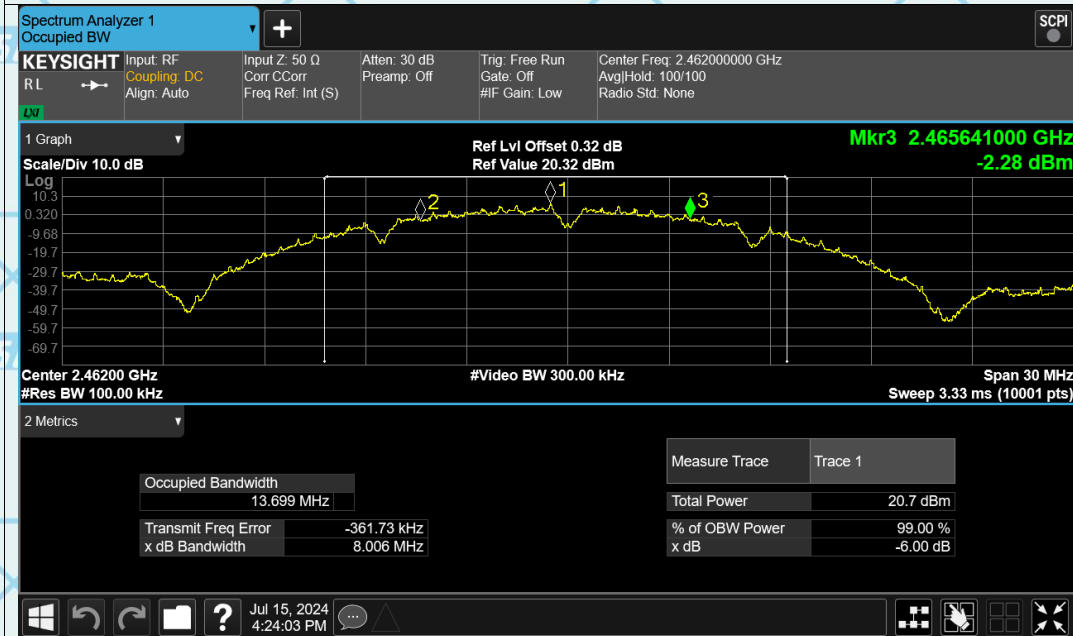 Spectrum Analyzer 1
Occupied BW
+
SCPI
KEYSIGHT
R L
LXI
Input: RF
Coupling: DC
Align: Auto
Input Z: 50 Ω
Corr CCorr
Freq Ref: Int (S)
Atten: 30 dB
Preamp: Off
Trig: Free Run
Gate: Off
#IF Gain: Low
Center Freq: 2.462000000 GHz
Avg|Hold: 100/100
Radio Std: None
1 Graph
Scale/Div 10.0 dB
Ref Lvl Offset 0.32 dB
Ref Value 20.32 dBm
Mkr3 2.465641000 GHz
-2.28 dBm
Log
10.3
0.320
-9.68
-19.7
-29.7
-39.7
-49.7
-59.7
-69.7
2
1
3
Center 2.46200 GHz
#Video BW 300.00 kHz
Span 30 MHz
#Res BW 100.00 kHz
Sweep 3.33 ms (10001 pts)
2 Metrics
Occupied Bandwidth
13.699 MHz
Transmit Freq Error -361.73 kHz
x dB Bandwidth 8.006 MHz
Measure Trace Trace 1
Total Power 20.7 dBm
% of OBW Power 99.00 %
x dB -6.00 dB
?
Jul 15, 2024
4:24:03 PM